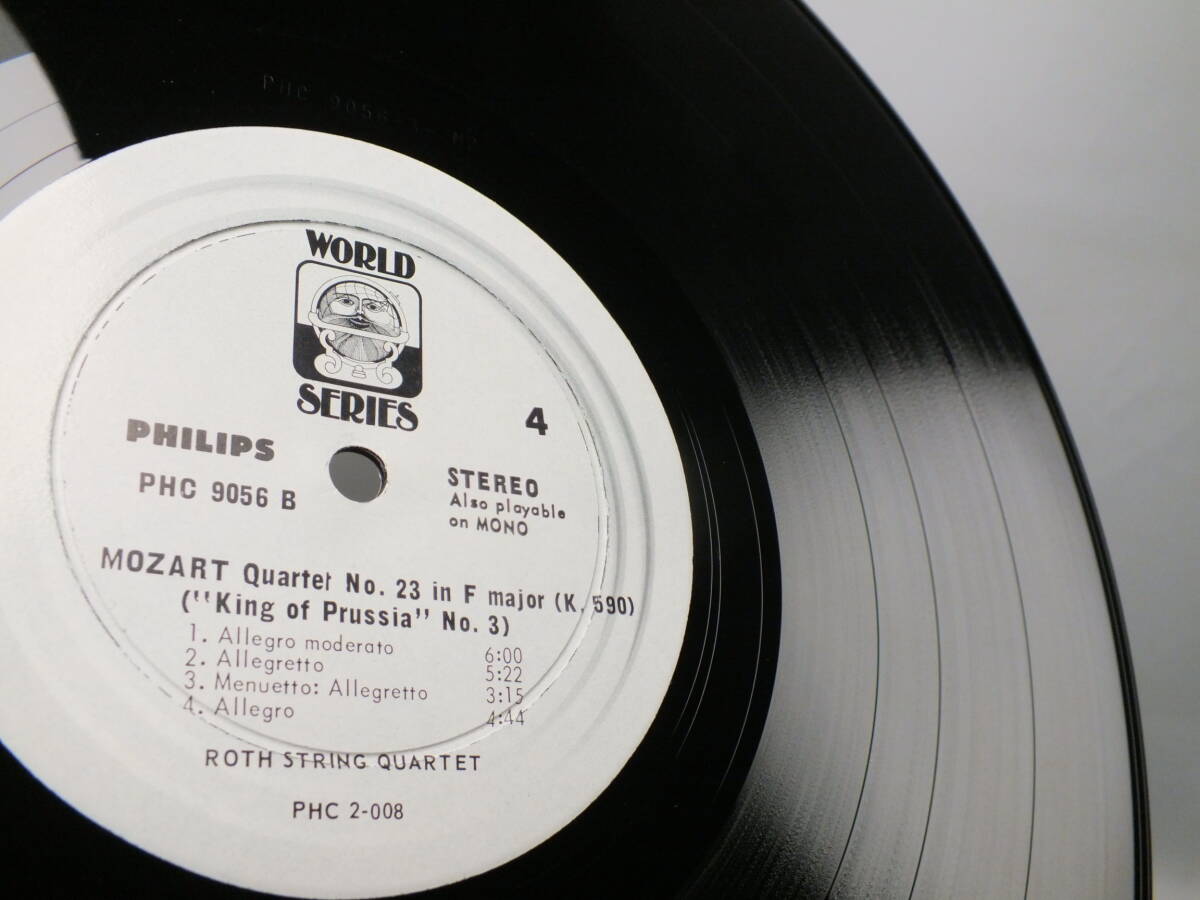 PHC 9056
WORLD
SERIES
4
PHILIPS
PHC 9056 B
STEREO
Also playable
on MONO
MOZART Quartet No. 23 in F major (K. 590)
("King of Prussia" No. 3)
1. Allegro moderato 6:00
2. Allegretto 5:22
3. Menuetto: Allegretto 3:15
4. Allegro 4:44
ROTH STRING QUARTET
PHC 2-008